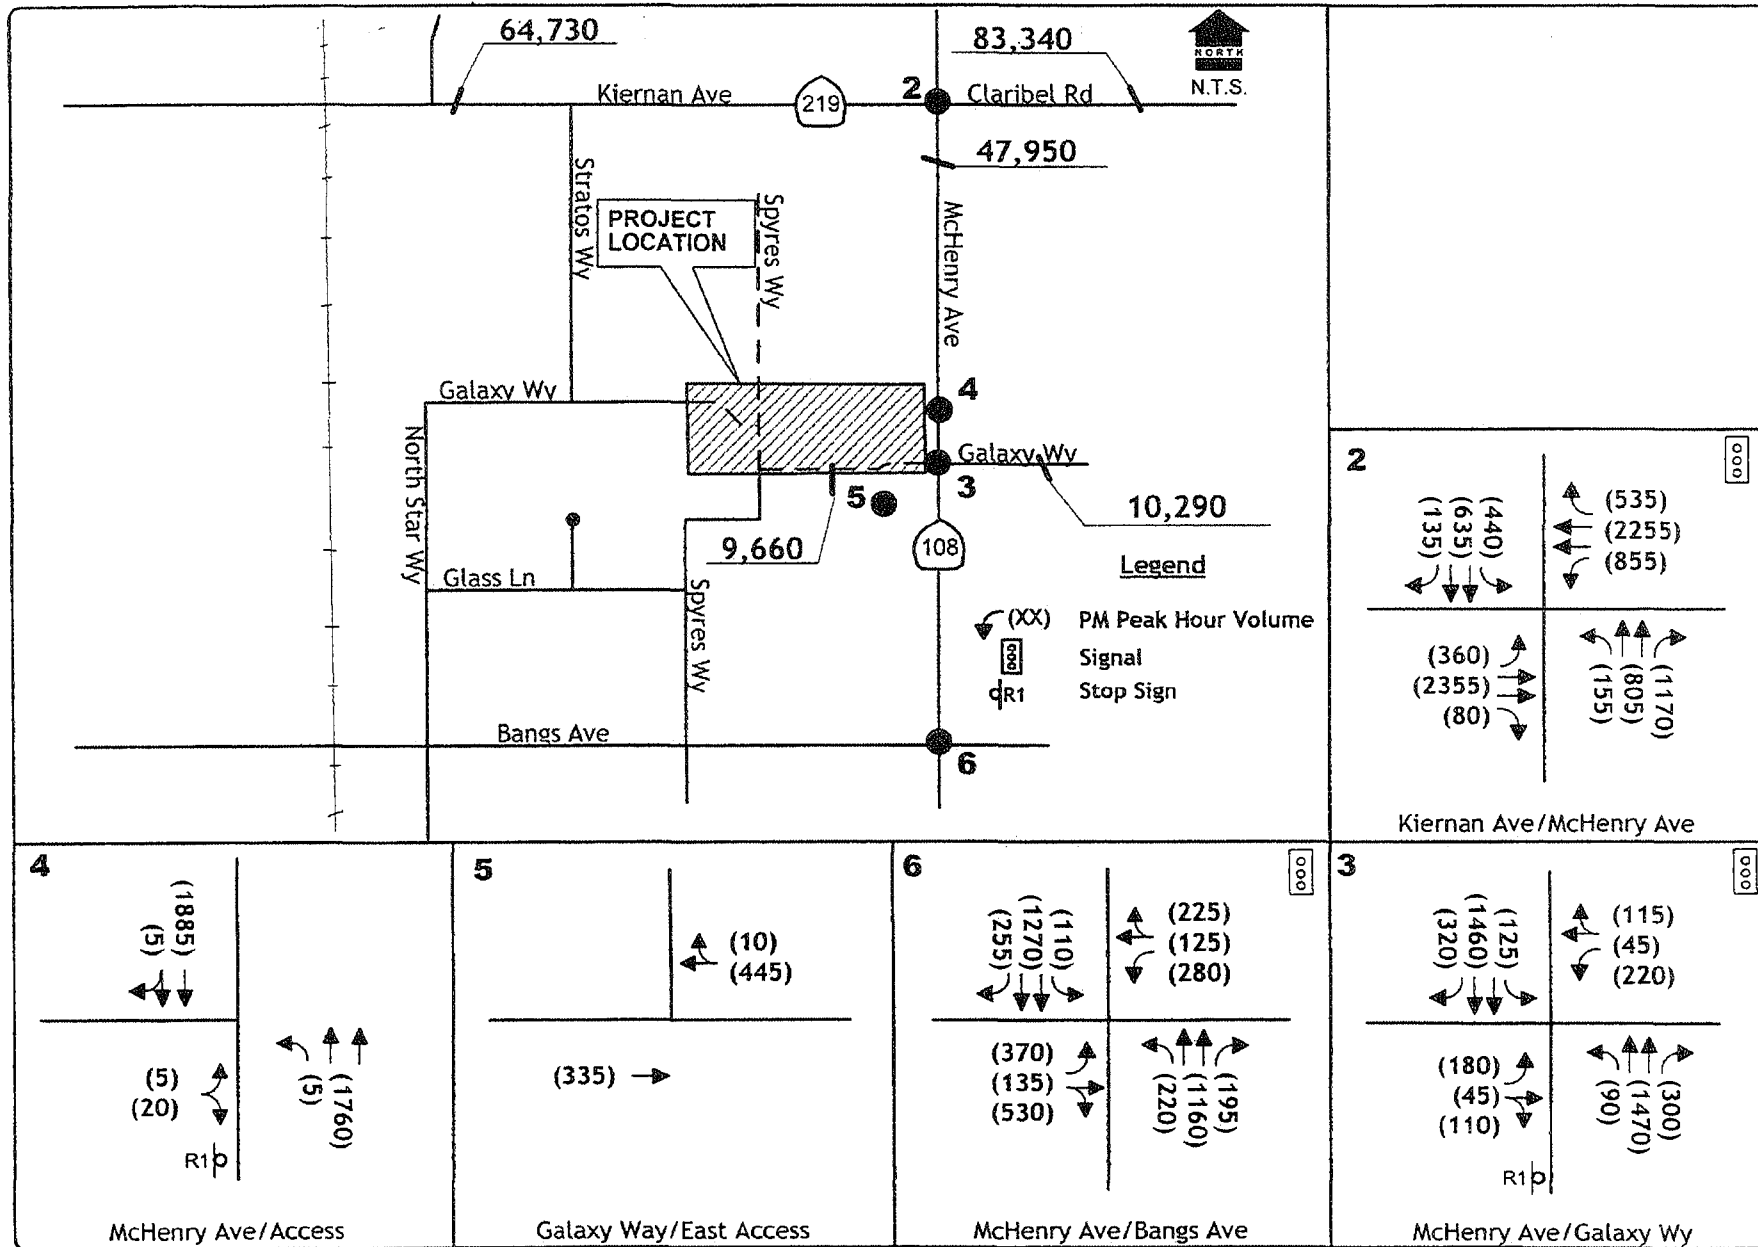 64,730
83,340
NORTH
N.T.S.
Kiernan Ave
219
2
Claribel Rd
47,950
Stratos Wy
PROJECT
LOCATION
Spyres Wy
McHenry Ave
Galaxy Wy
4
North Star Wy
Galaxy Wy
3
5
10,290
9,660
108
Glass Ln
Spyres Wy
Legend
(XX) PM Peak Hour Volume
Signal
R1 Stop Sign
Bangs Ave
6
2
(135)
(635)
(440)
(535)
(2255)
(855)
(360)
(2355)
(80)
(155)
(805)
(1170)
Kiernan Ave/McHenry Ave
4
(5)
(1885)
(5)
(20)
(5)
(1760)
R1
McHenry Ave/Access
5
(10)
(445)
(335)
Galaxy Way/East Access
6
(255)
(1270)
(110)
(225)
(125)
(280)
(370)
(135)
(530)
(220)
(1160)
(195)
McHenry Ave/Bangs Ave
3
(320)
(1460)
(125)
(115)
(45)
(220)
(180)
(45)
(110)
(90)
(1470)
(300)
R1
McHenry Ave/Galaxy Wy